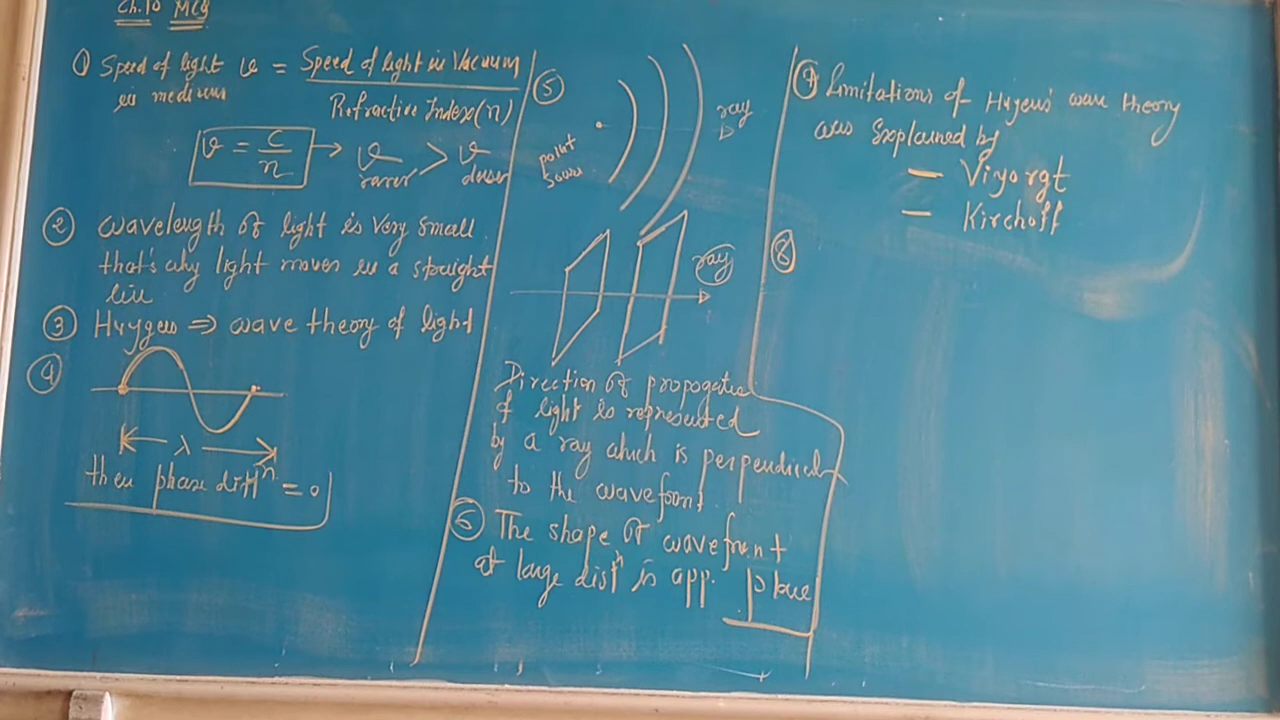 Ch.10 MCQ
① Speed of light v = Speed of light in Vacuum
in medium
Refractive Index (n)
v = c/n → v rarer > v denser
② wavelength of light is very small
that's why light moves in a straight
line
③ Huygens ⇒ wave theory of light
④
λ
then phase diffn = 0
⑤
point
source
ray
ray
Direction of propogation
of light is represented
by a ray which is perpendicular
to the wavefront.
⑥ The shape of wavefront
at large distn is app. plane
⑦ Limitations of Huygens' wave theory
was Explained by
— Viyorgt
— Kirchoff
⑧